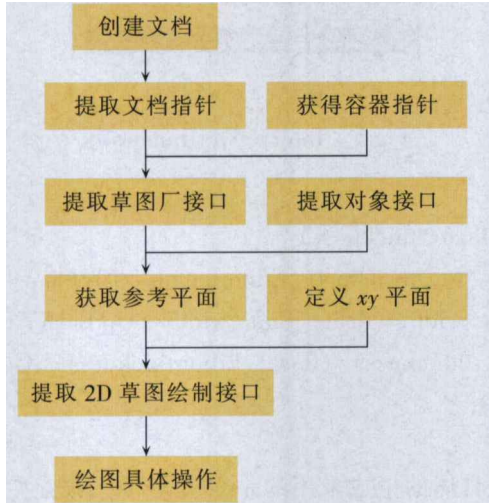 创建文档
提取文档指针 获得容器指针
提取草图厂接口 提取对象接口
获取参考平面 定义 xy 平面
提取 2D 草图绘制接口
绘图具体操作